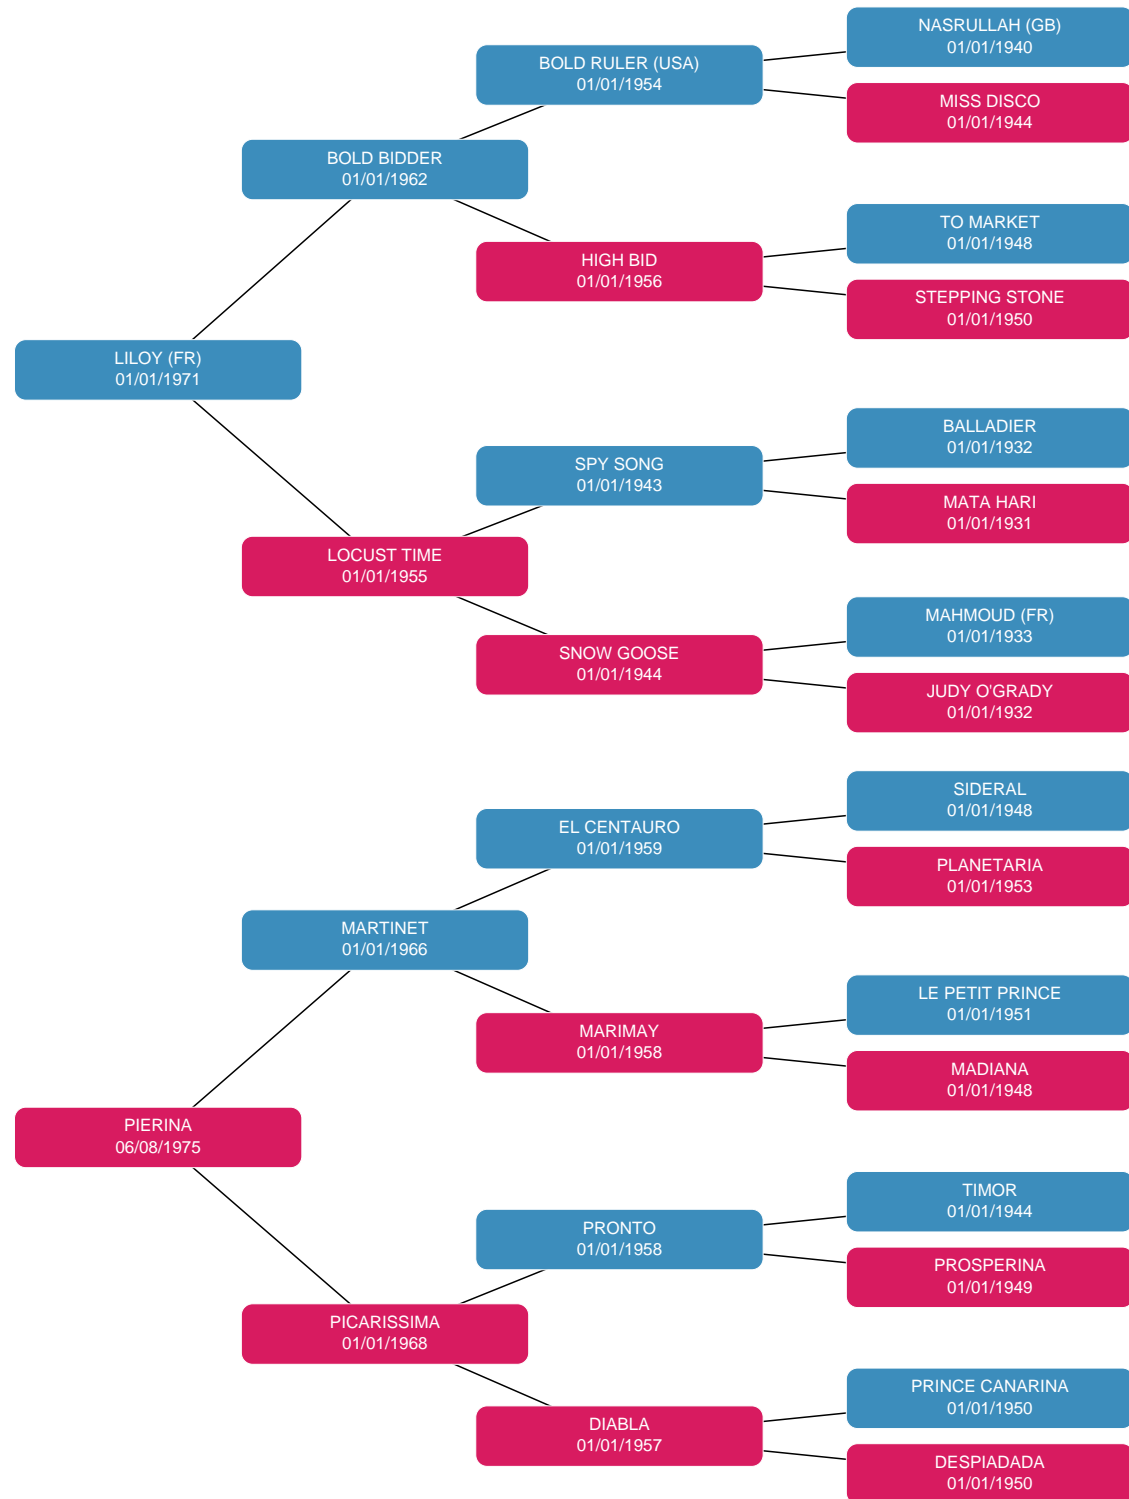 NASRULLAH (GB)
01/01/1940
BOLD RULER (USA)
01/01/1954
MISS DISCO
01/01/1944
BOLD BIDDER
01/01/1962
TO MARKET
01/01/1948
HIGH BID
01/01/1956
STEPPING STONE
01/01/1950
LILOY (FR)
01/01/1971
BALLADIER
01/01/1932
SPY SONG
01/01/1943
MATA HARI
01/01/1931
LOCUST TIME
01/01/1955
MAHMOUD (FR)
01/01/1933
SNOW GOOSE
01/01/1944
JUDY O'GRADY
01/01/1932
SIDERAL
01/01/1948
EL CENTAURO
01/01/1959
PLANETARIA
01/01/1953
MARTINET
01/01/1966
LE PETIT PRINCE
01/01/1951
MARIMAY
01/01/1958
MADIANA
01/01/1948
PIERINA
06/08/1975
TIMOR
01/01/1944
PRONTO
01/01/1958
PROSPERINA
01/01/1949
PICARISSIMA
01/01/1968
PRINCE CANARINA
01/01/1950
DIABLA
01/01/1957
DESPIADADA
01/01/1950